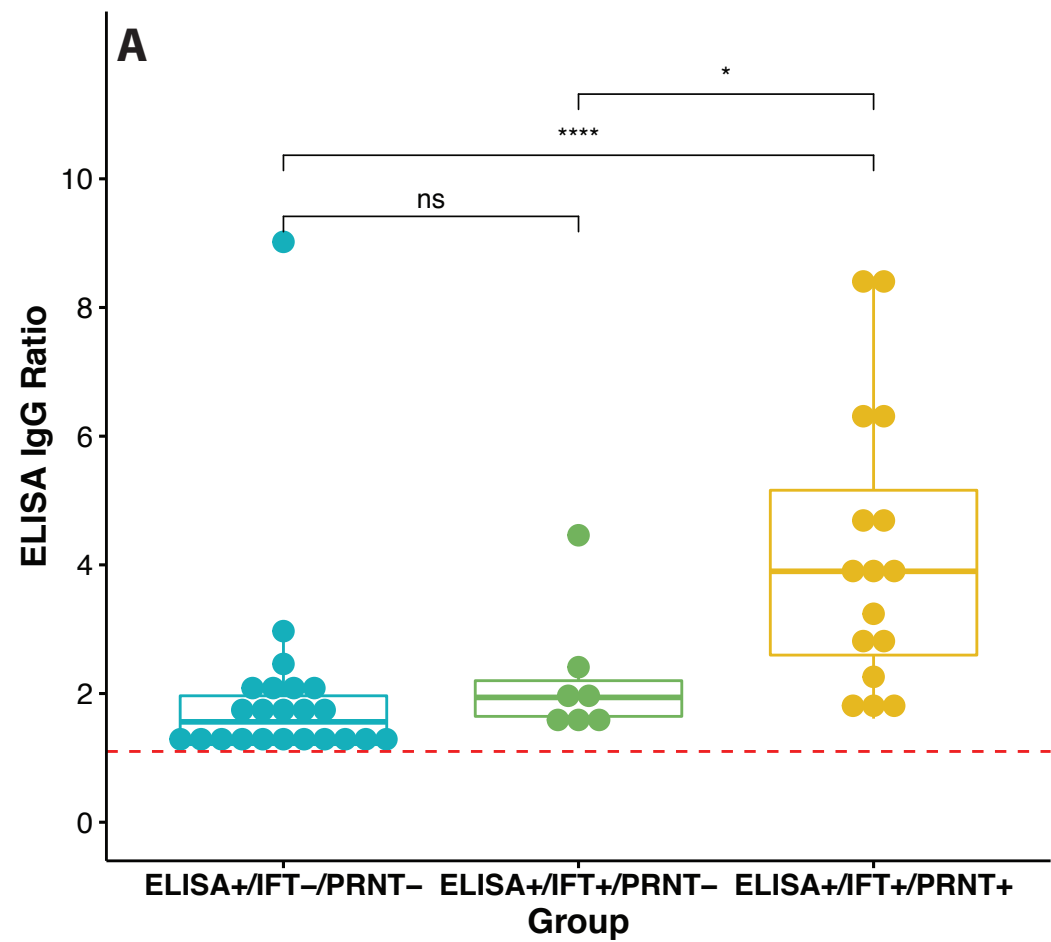 A
*
****
ns
10
8
6
4
2
0
ELISA IgG Ratio
ELISA+/IFT–/PRNT– ELISA+/IFT+/PRNT– ELISA+/IFT+/PRNT+
Group